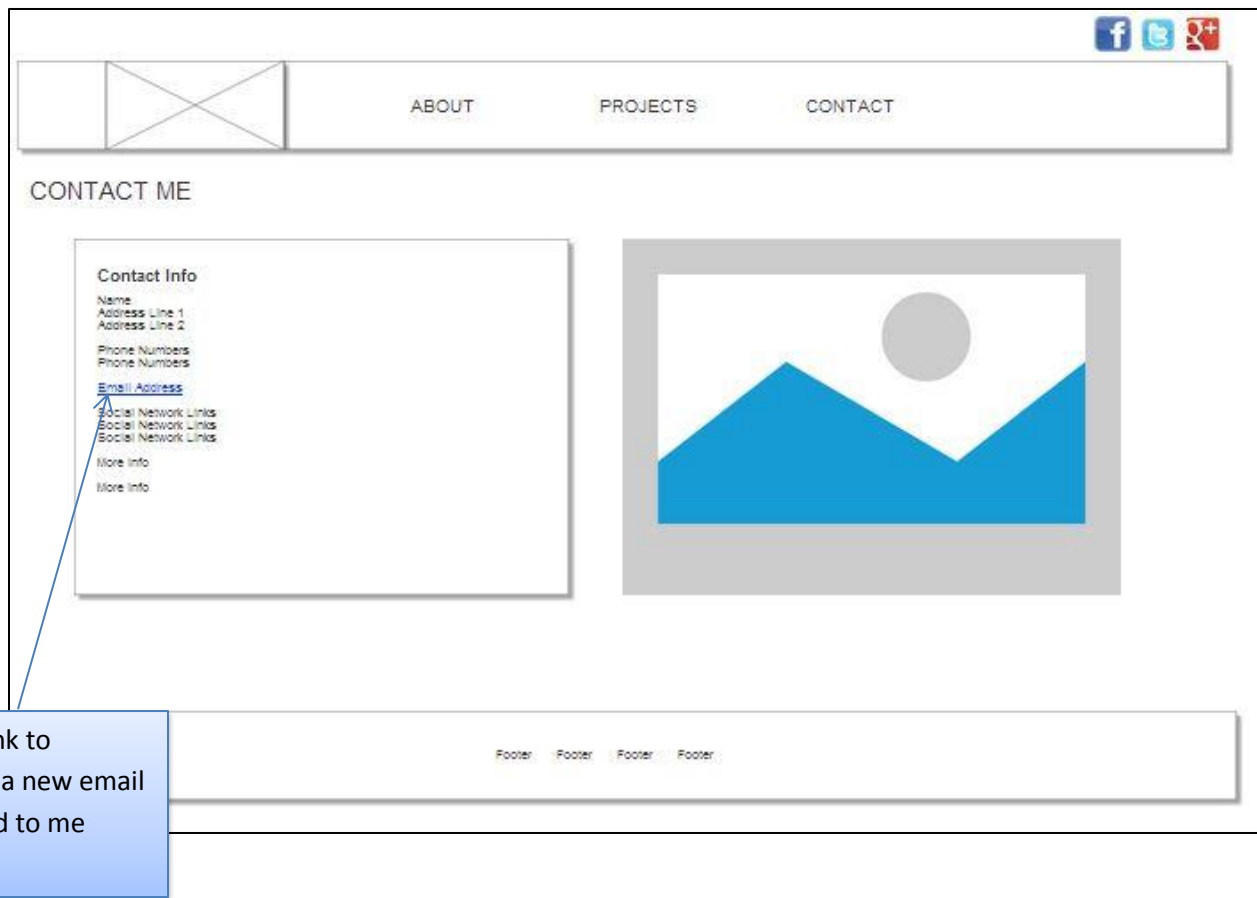 ABOUT PROJECTS CONTACT
CONTACT ME
Contact Info
Name
Address Line 1
Address Line 2
Phone Numbers
Phone Numbers
Email Address
Social Network Links
Social Network Links
Social Network Links
More Info
More Info
to
a new email
to me
Footer Footer Footer Footer